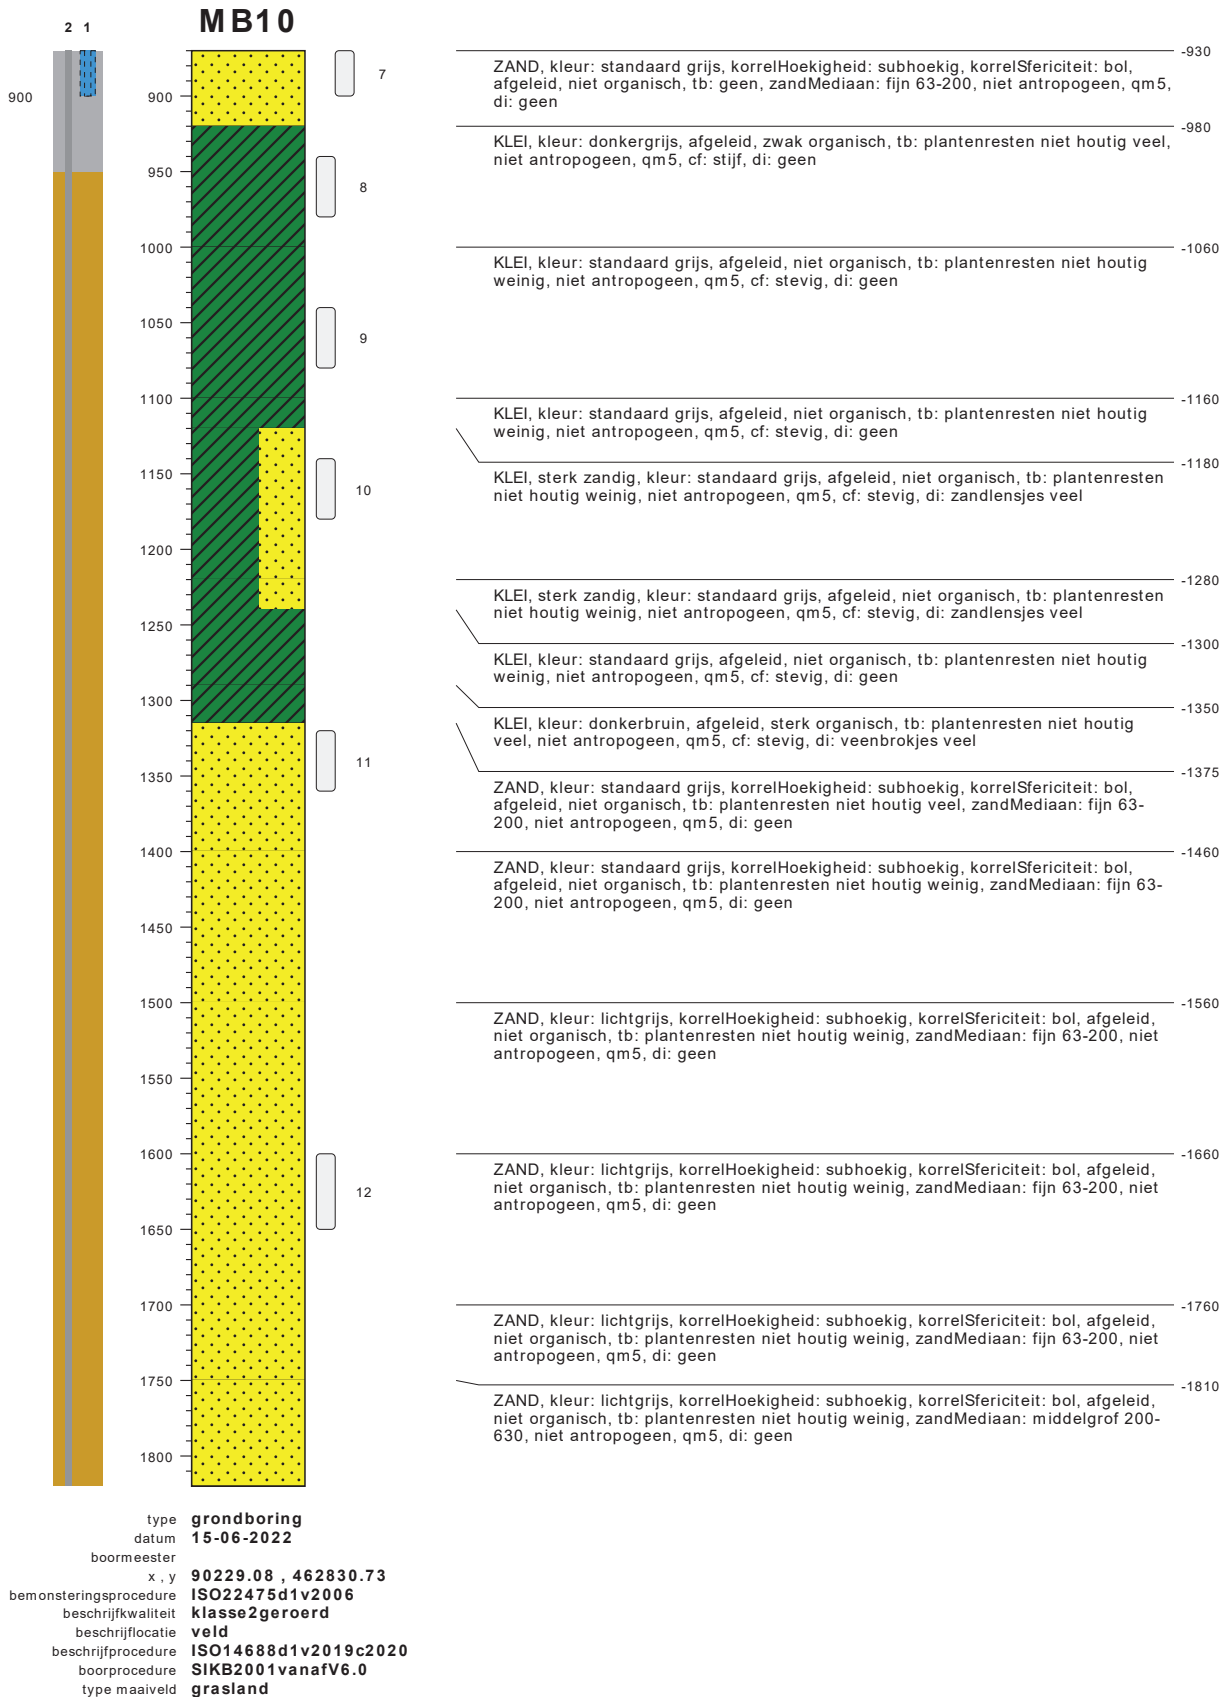 MB10
2 1
900
900
950
1000
1050
1100
1150
1200
1250
1300
1350
1400
1450
1500
1550
1600
1650
1700
1750
1800
7
8
9
10
11
12
-930
ZAND, kleur: standaard grijs, korrelHoekigheid: subhoekig, korrelSfericiteit: bol,
afgeleid, niet organisch, tb: geen, zandMediaan: fijn 63-200, niet antropogeen, qm5,
di: geen
-980
KLEI, kleur: donkergrijs, afgeleid, zwak organisch, tb: plantenresten niet houtig veel,
niet antropogeen, qm5, cf: stijf, di: geen
-1060
KLEI, kleur: standaard grijs, afgeleid, niet organisch, tb: plantenresten niet houtig
weinig, niet antropogeen, qm5, cf: stevig, di: geen
-1160
KLEI, kleur: standaard grijs, afgeleid, niet organisch, tb: plantenresten niet houtig
weinig, niet antropogeen, qm5, cf: stevig, di: geen
-1180
KLEI, sterk zandig, kleur: standaard grijs, afgeleid, niet organisch, tb: plantenresten
niet houtig weinig, niet antropogeen, qm5, cf: stevig, di: zandlensjes veel
-1280
KLEI, sterk zandig, kleur: standaard grijs, afgeleid, niet organisch, tb: plantenresten
niet houtig weinig, niet antropogeen, qm5, cf: stevig, di: zandlensjes veel
-1300
KLEI, kleur: standaard grijs, afgeleid, niet organisch, tb: plantenresten niet houtig
weinig, niet antropogeen, qm5, cf: stevig, di: geen
-1350
KLEI, kleur: donkerbruin, afgeleid, sterk organisch, tb: plantenresten niet houtig
veel, niet antropogeen, qm5, cf: stevig, di: veenbrokjes veel
-1375
ZAND, kleur: standaard grijs, korrelHoekigheid: subhoekig, korrelSfericiteit: bol,
afgeleid, niet organisch, tb: plantenresten niet houtig veel, zandMediaan: fijn 63-
200, niet antropogeen, qm5, di: geen
-1460
ZAND, kleur: standaard grijs, korrelHoekigheid: subhoekig, korrelSfericiteit: bol,
afgeleid, niet organisch, tb: plantenresten niet houtig weinig, zandMediaan: fijn 63-
200, niet antropogeen, qm5, di: geen
-1560
ZAND, kleur: lichtgrijs, korrelHoekigheid: subhoekig, korrelSfericiteit: bol, afgeleid,
niet organisch, tb: plantenresten niet houtig weinig, zandMediaan: fijn 63-200, niet
antropogeen, qm5, di: geen
-1660
ZAND, kleur: lichtgrijs, korrelHoekigheid: subhoekig, korrelSfericiteit: bol, afgeleid,
niet organisch, tb: plantenresten niet houtig weinig, zandMediaan: fijn 63-200, niet
antropogeen, qm5, di: geen
-1760
ZAND, kleur: lichtgrijs, korrelHoekigheid: subhoekig, korrelSfericiteit: bol, afgeleid,
niet organisch, tb: plantenresten niet houtig weinig, zandMediaan: fijn 63-200, niet
antropogeen, qm5, di: geen
-1810
ZAND, kleur: lichtgrijs, korrelHoekigheid: subhoekig, korrelSfericiteit: bol, afgeleid,
niet organisch, tb: plantenresten niet houtig weinig, zandMediaan: middelgrof 200-
630, niet antropogeen, qm5, di: geen
type grondboring
datum 15-06-2022
boormeester
x , y 90229.08 , 462830.73
bemonsteringsprocedure ISO22475d1v2006
beschrijfkwaliteit klasse2geroerd
beschrijflocatie veld
beschrijfprocedure ISO14688d1v2019c2020
boorprocedure SIKB2001vanafV6.0
type maaiveld grasland